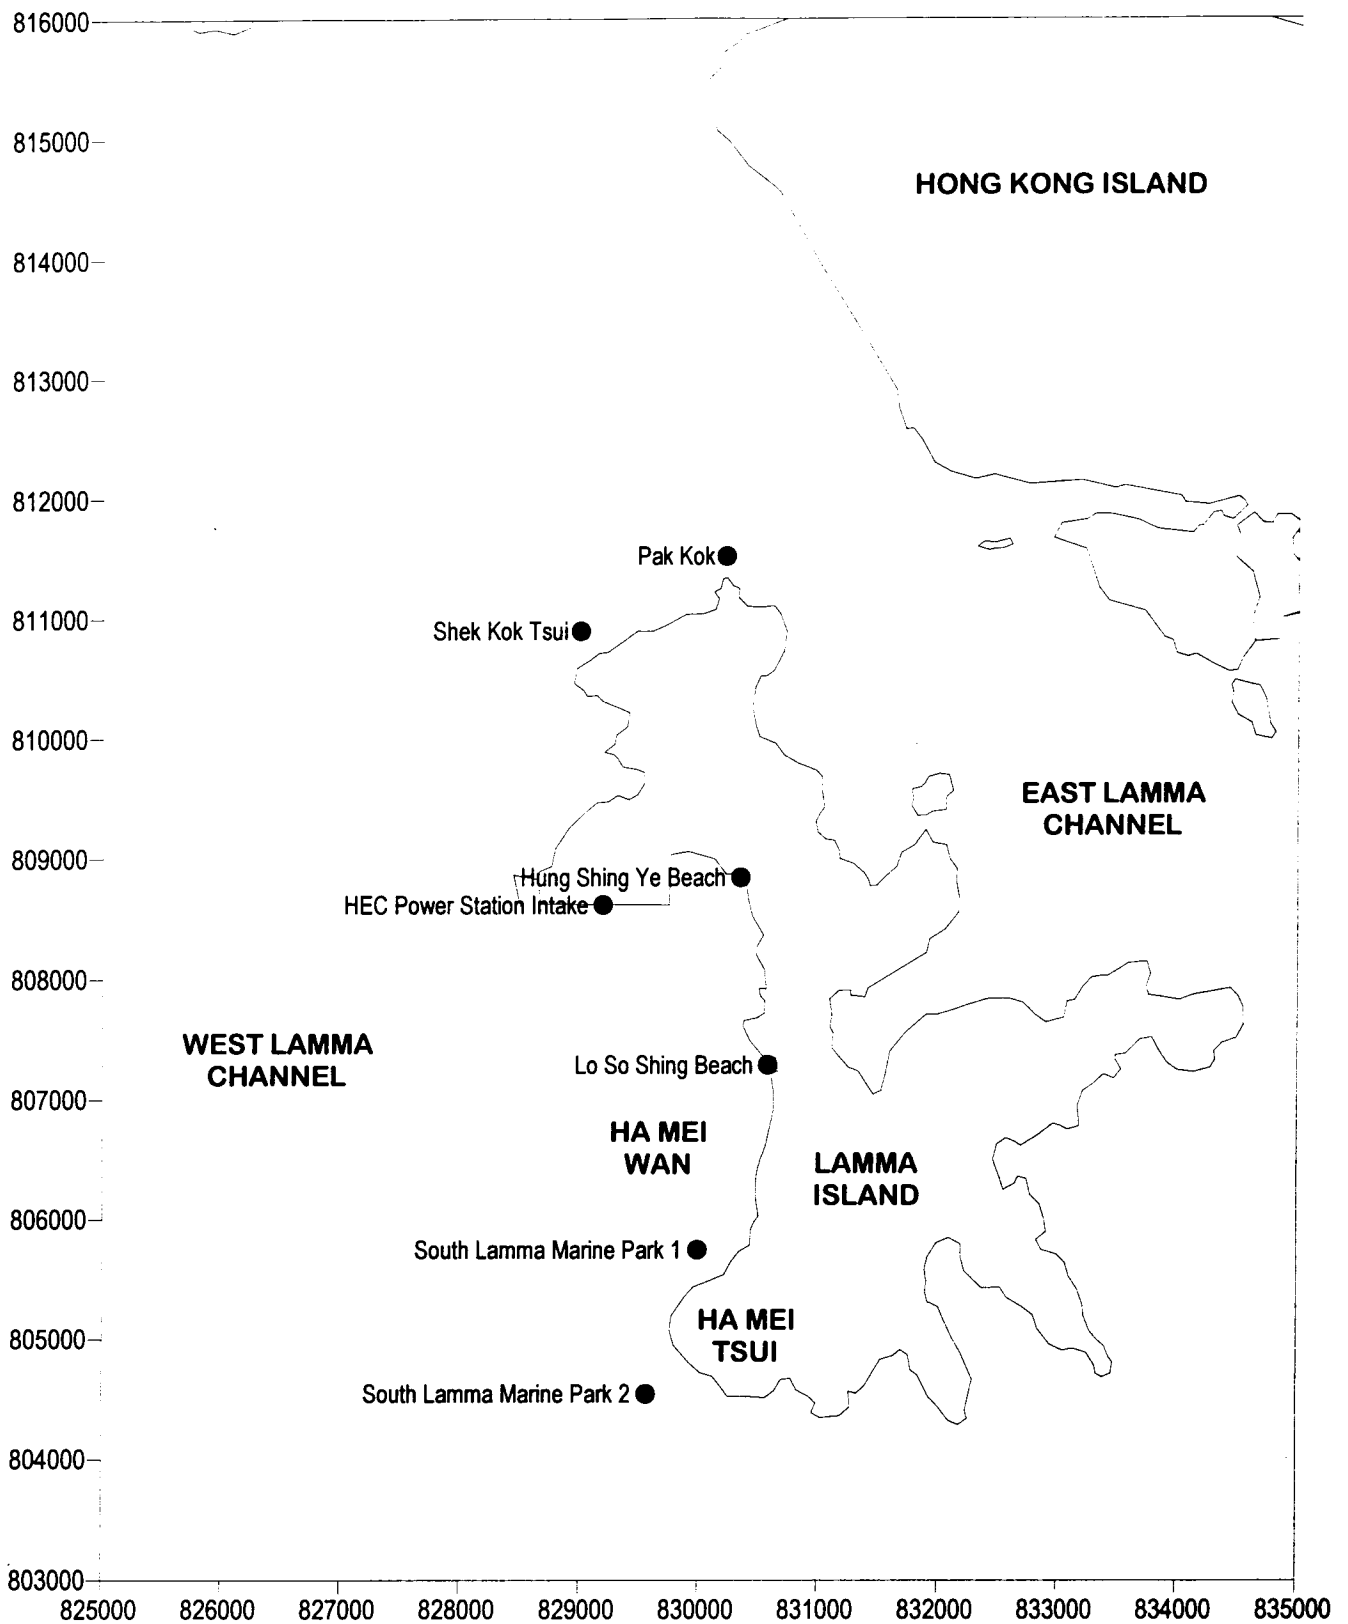 816000
815000
HONG KONG ISLAND
814000
813000
812000
Pak Kok
811000
Shek Kok Tsui
810000
EAST LAMMA
CHANNEL
809000
Hung Shing Ye Beach
HEC Power Station Intake
808000
WEST LAMMA
CHANNEL
Lo So Shing Beach
807000
HA MEI
WAN
LAMMA
ISLAND
806000
South Lamma Marine Park 1
805000
HA MEI
TSUI
South Lamma Marine Park 2
804000
803000
825000 826000 827000 828000 829000 830000 831000 832000 833000 834000 835000